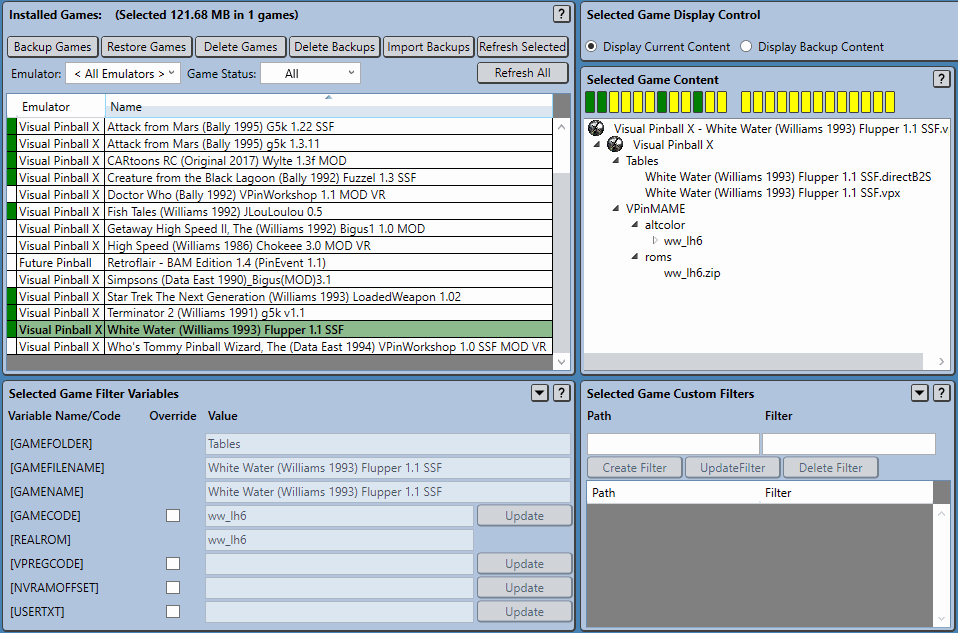 Installed Games: (Selected 121.68 MB in 1 games)
?
Backup Games Restore Games Delete Games Delete Backups Import Backups Refresh Selected
Emulator: < All Emulators > Game Status: All Refresh All
Emulator Name
Visual Pinball X Attack from Mars (Bally 1995) G5k 1.22 SSF
Visual Pinball X Attack from Mars (Bally 1995) g5k 1.3.11
Visual Pinball X CARtoons RC (Original 2017) Wylte 1.3f MOD
Visual Pinball X Creature from the Black Lagoon (Bally 1992) Fuzzel 1.3 SSF
Visual Pinball X Doctor Who (Bally 1992) VPinWorkshop 1.1 MOD VR
Visual Pinball X Fish Tales (Williams 1992) JLouLoulou 0.5
Visual Pinball X Getaway High Speed II, The (Williams 1992) Bigus1 1.0 MOD
Visual Pinball X High Speed (Williams 1986) Chokeee 3.0 MOD VR
Future Pinball Retroflair - BAM Edition 1.4 (PinEvent 1.1)
Visual Pinball X Simpsons (Data East 1990)_Bigus(MOD)3.1
Visual Pinball X Star Trek The Next Generation (Williams 1993) LoadedWeapon 1.02
Visual Pinball X Terminator 2 (Williams 1991) g5k v1.1
Visual Pinball X White Water (Williams 1993) Flupper 1.1 SSF
Visual Pinball X Who's Tommy Pinball Wizard, The (Data East 1994) VPinWorkshop 1.0 SSF MOD VR
Selected Game Display Control
Display Current Content Display Backup Content
Selected Game Content
?
Visual Pinball X - White Water (Williams 1993) Flupper 1.1 SSF.v
Visual Pinball X
Tables
White Water (Williams 1993) Flupper 1.1 SSF.directB2S
White Water (Williams 1993) Flupper 1.1 SSF.vpx
VPinMAME
altcolor
ww_lh6
roms
ww_lh6.zip
Selected Game Filter Variables
?
Variable Name/Code Override Value
[GAMEFOLDER] Tables
[GAMEFILENAME] White Water (Williams 1993) Flupper 1.1 SSF
[GAMENAME] White Water (Williams 1993) Flupper 1.1 SSF
[GAMECODE] ww_lh6 Update
[REALROM] ww_lh6
[VPREGCODE] Update
[NVRAMOFFSET] Update
[USERTXT] Update
Selected Game Custom Filters
?
Path Filter
Create Filter UpdateFilter Delete Filter
Path Filter